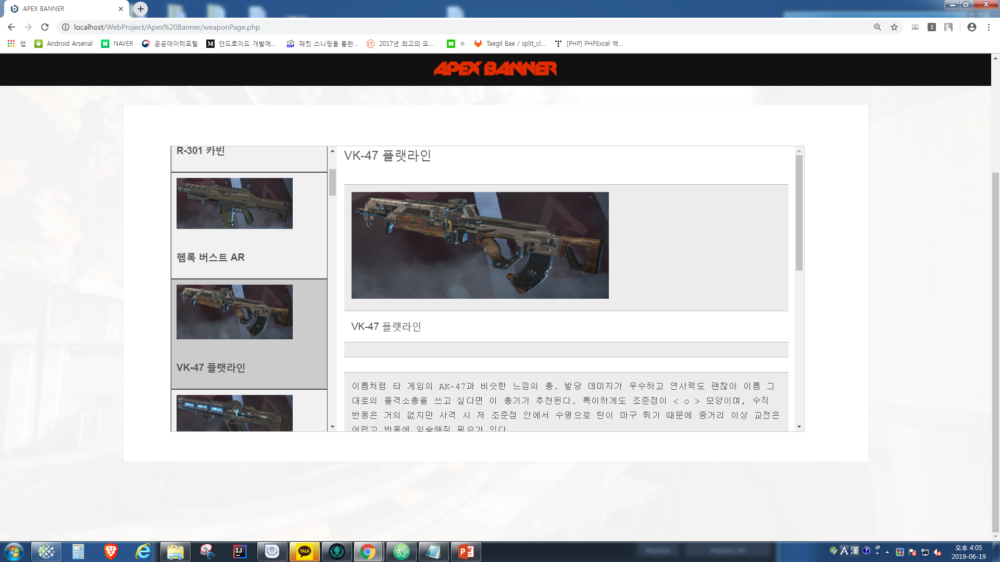 APEX BANNER
localhost/WebProject/Apex%20Banner/weaponPage.php
앱 Android Arsenal NAVER 공공데이터포털 안드로이드 개발에... 패킷 스니핑을 통한... 2017년 최고의 오... ㅇ Taegil Bae / split_cl... [PHP] PHPExcel 엑...
APEX BANNER
R-301 카빈
헴록 버스트 AR
VK-47 플랫라인
VK-47 플랫라인
VK-47 플랫라인
이름처럼 타 게임의 AK-47과 비슷한 느낌의 총. 발당 데미지가 우수하고 연사력도 괜찮아 이름 그
대로의 돌격소총을 쓰고 싶다면 이 총기가 추천된다. 특이하게도 조준점이 < o > 모양이며, 수직
반동은 거의 없지만 사격 시 저 조준점 안에서 수평으로 탄이 마구 튀기 때문에 중거리 이상 교전은
어렵고 반동에 익숙해질 필요가 있다
TALK
A 漢
오후 4:05
2019-06-19